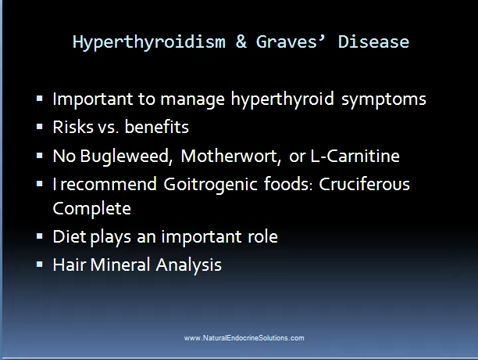 Hyperthyroidism & Graves’ Disease
Important to manage hyperthyroid symptoms
Risks vs. benefits
No Bugleweed, Motherwort, or L-Carnitine
I recommend Goitrogenic foods: Cruciferous
Complete
Diet plays an important role
Hair Mineral Analysis
www.NaturalEndocrineSolutions.com